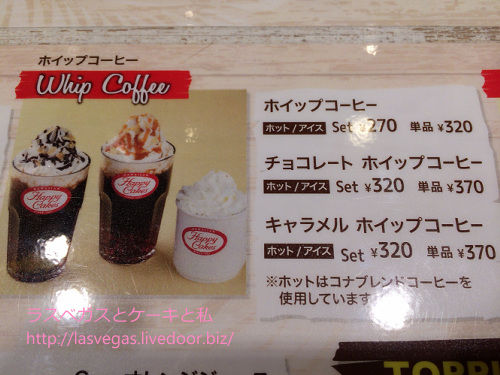 ホイップコーヒー
Whip Coffee
ホイップコーヒー
ホット/アイス Set ¥270 単品 ¥320
チョコレート ホイップコーヒー
ホット/アイス Set ¥320 単品 ¥370
キャラメル ホイップコーヒー
ホット/アイス Set ¥320 単品 ¥370
※ホットはコナブレンドコーヒーを
使用しています
HAWAIIAN
Happy
Cakes
HAWAIIAN
Happy
Cakes
Happy
Cakes
ラスベガスとケーキと私
http://lasvegas.livedoor.biz/